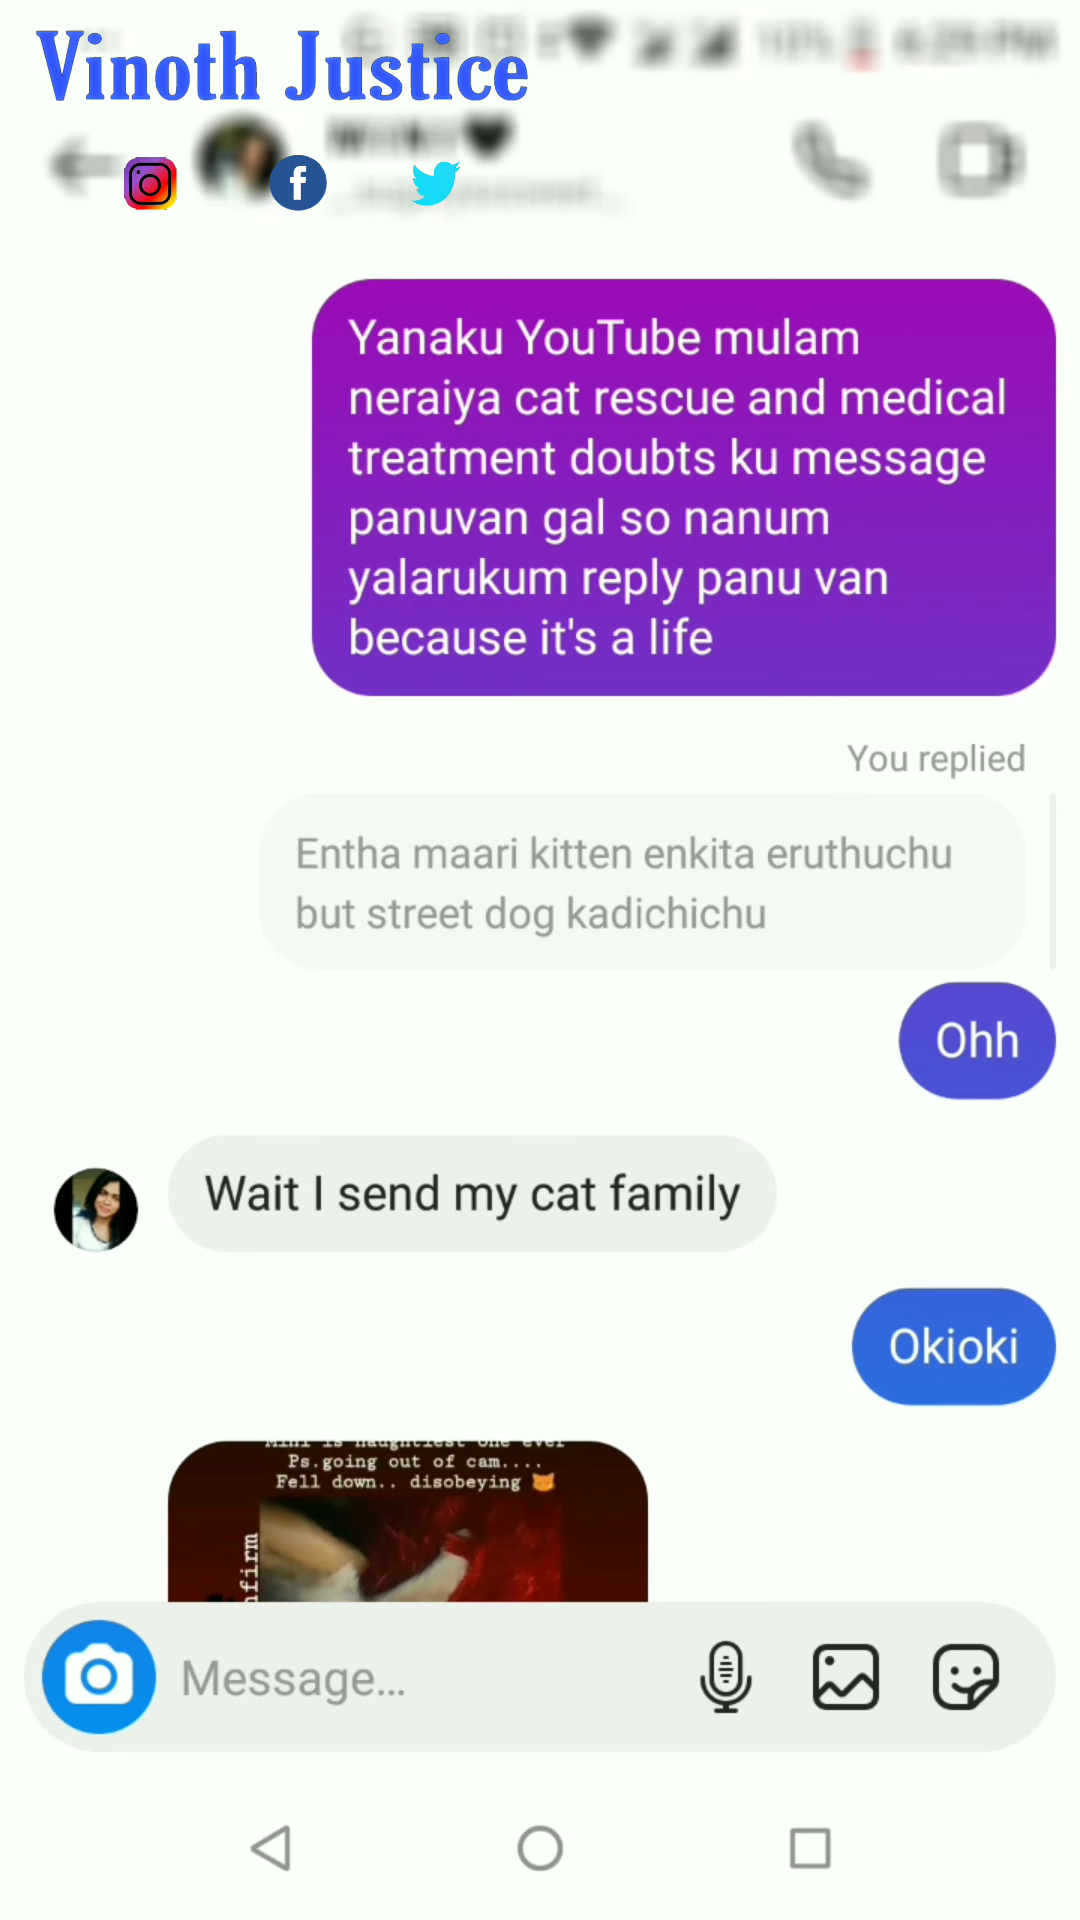 Vinoth Justice
Yanaku YouTube mulam
neraiya cat rescue and medical
treatment doubts ku message
panuvan gal so nanum
yalarukum reply panu van
because it's a life
You replied
Entha maari kitten enkita eruthuchu
but street dog kadichichu
Ohh
Wait I send my cat family
Okioki
Mini is naughtiest one ever
Ps.going out of cam....
Fell down.. disobeying
Message...